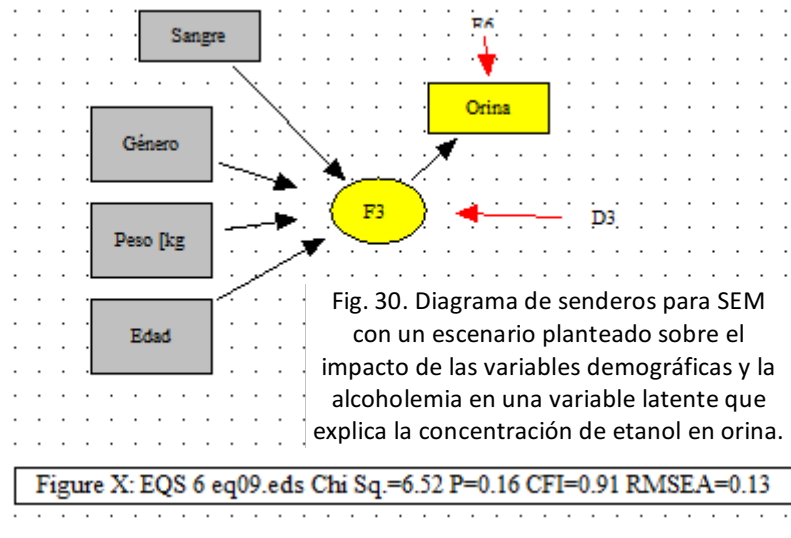 E6
Sangre
Orina
Género
F3
D3
Peso [kg
Edad
Fig. 30. Diagrama de senderos para SEM
con un escenario planteado sobre el
impacto de las variables demográficas y la
alcoholemia en una variable latente que
explica la concentración de etanol en orina.
Figure X: EQS 6 eq09.eds Chi Sq.=6.52 P=0.16 CFI=0.91 RMSEA=0.13